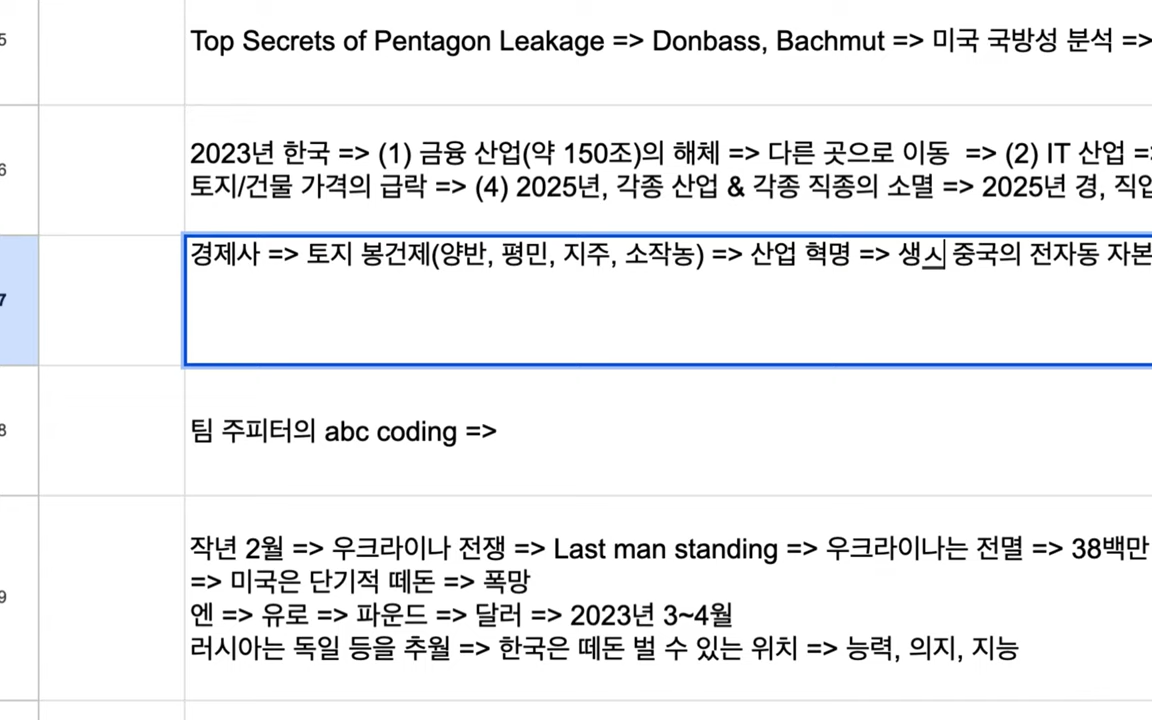 5
Top Secrets of Pentagon Leakage => Donbass, Bachmut => 미국 국방성 분석 =>
6
2023년 한국 => (1) 금융 산업(약 150조)의 해체 => 다른 곳으로 이동 => (2) IT 산업 =>
토지/건물 가격의 급락 => (4) 2025년, 각종 산업 & 각종 직종의 소멸 => 2025년 경,
7
경제사 => 토지 봉건제(양반, 평민, 지주, 소작농) => 산업 혁명 => 생ㅅ 중국의 전자동 자본
8
팀 주피터의 abc coding =>
9
작년 2월 => 우크라이나 전쟁 => Last man standing => 우크라이나는 전멸 => 38백만
=> 미국은 단기적 떼돈 => 폭망
엔 => 유로 => 파운드 => 달러 => 2023년 3~4월
러시아는 독일 등을 추월 => 한국은 떼돈 벌 수 있는 위치 => 능력, 의지, 지능